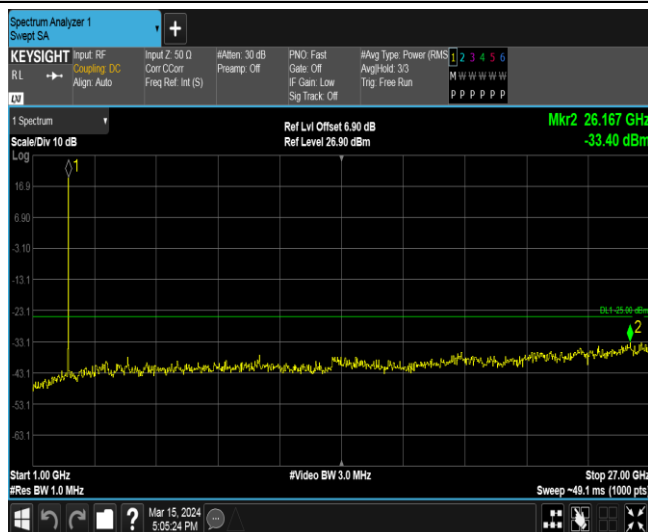 Spectrum Analyzer 1
Swept SA
+
KEYSIGHT Input: RF Input Z: 50 Ω #Atten: 30 dB PNO: Fast #Avg Type: Power (RMS 1 2 3 4 5 6
RL Coupling: DC Corr CCorr Preamp: Off Gate: Off Avg|Hold: 3/3 M W W W W W
Align: Auto Freq Ref: Int (S) IF Gain: Low Trig: Free Run
Sig Track: Off P P P P P P
LXI
1 Spectrum Ref Lvl Offset 6.90 dB Mkr2 26.167 GHz
Scale/Div 10 dB Ref Level 26.90 dBm -33.40 dBm
Log
1
16.9
6.90
-3.10
-13.1
-23.1
DL1 -25.00 dBm
2
-33.1
-43.1
-53.1
-63.1
Start 1.00 GHz #Video BW 3.0 MHz Stop 27.00 GHz
#Res BW 1.0 MHz Sweep ~49.1 ms (1000 pts)
? Mar 15, 2024
5:05:24 PM